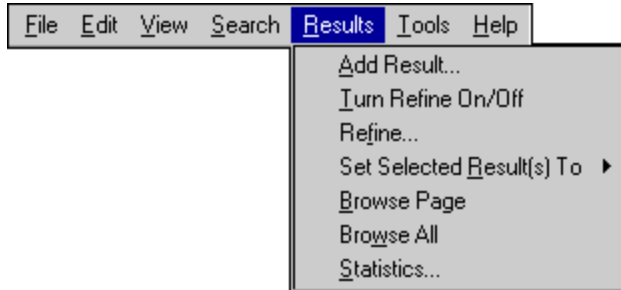 File Edit View Search Results Tools Help
Add Result...
Turn Refine On/Off
Refine...
Set Selected Result(s) To
Browse Page
Browse All
Statistics...